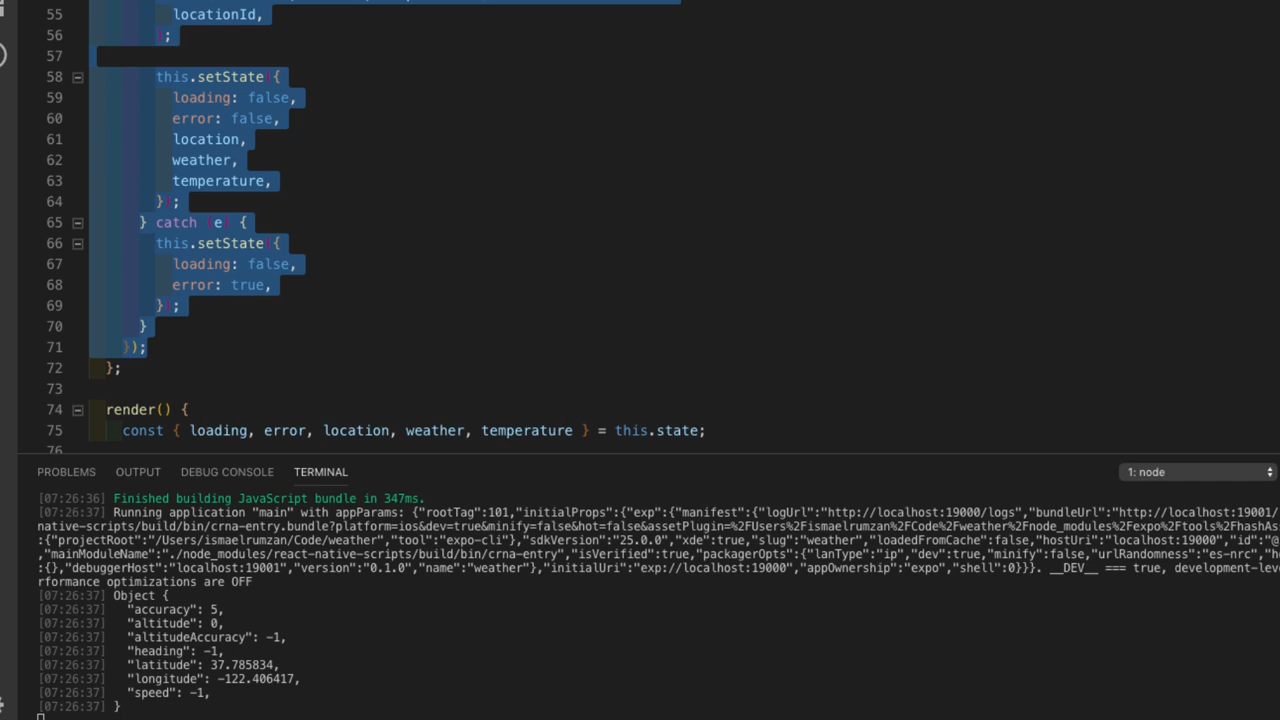 55 locationId,
56 );
57
58 this.setState({
59 loading: false,
60 error: false,
61 location,
62 weather,
63 temperature,
64 });
65 } catch (e) {
66 this.setState({
67 loading: false,
68 error: true,
69 });
70 }
71 });
72 };
73
74 render() {
75 const { loading, error, location, weather, temperature } = this.state;
76
PROBLEMS OUTPUT DEBUG CONSOLE TERMINAL 1: node
[07:26:36] Finished building JavaScript bundle in 347ms.
[07:26:37] Running application "main" with appParams: {"rootTag":101,"initialProps":{"exp":{"manifest":{"logUrl":"http://localhost:19000/logs","bundleUrl":"http://localhost:19001/
native-scripts/build/bin/crna-entry.bundle?platform=ios&dev=true&minify=false&hot=false&assetPlugin=%2FUsers%2Fismaelrumzan%2FCode%2Fweather%2Fnode_modules%2Fexpo%2Ftools%2FhashAs
:{"projectRoot":"/Users/ismaelrumzan/Code/weather","tool":"expo-cli"},"sdkVersion":"25.0.0","xde":true,"slug":"weather","loadedFromCache":false,"hostUri":"localhost:19000","id":"@
,"mainModuleName":"./node_modules/react-native-scripts/build/bin/crna-entry","isVerified":true,"packagerOpts":{"lanType":"ip","dev":true,"minify":false,"urlRandomness":"es-nrc","ho
:{},"debuggerHost":"localhost:19001","version":"0.1.0","name":"weather"},"initialUri":"exp://localhost:19000","appOwnership":"expo","shell":0}}}. __DEV__ === true, development-leve
rformance optimizations are OFF
[07:26:37] Object {
[07:26:37] "accuracy": 5,
[07:26:37] "altitude": 0,
[07:26:37] "altitudeAccuracy": -1,
[07:26:37] "heading": -1,
[07:26:37] "latitude": 37.785834,
[07:26:37] "longitude": -122.406417,
[07:26:37] "speed": -1,
[07:26:37] }